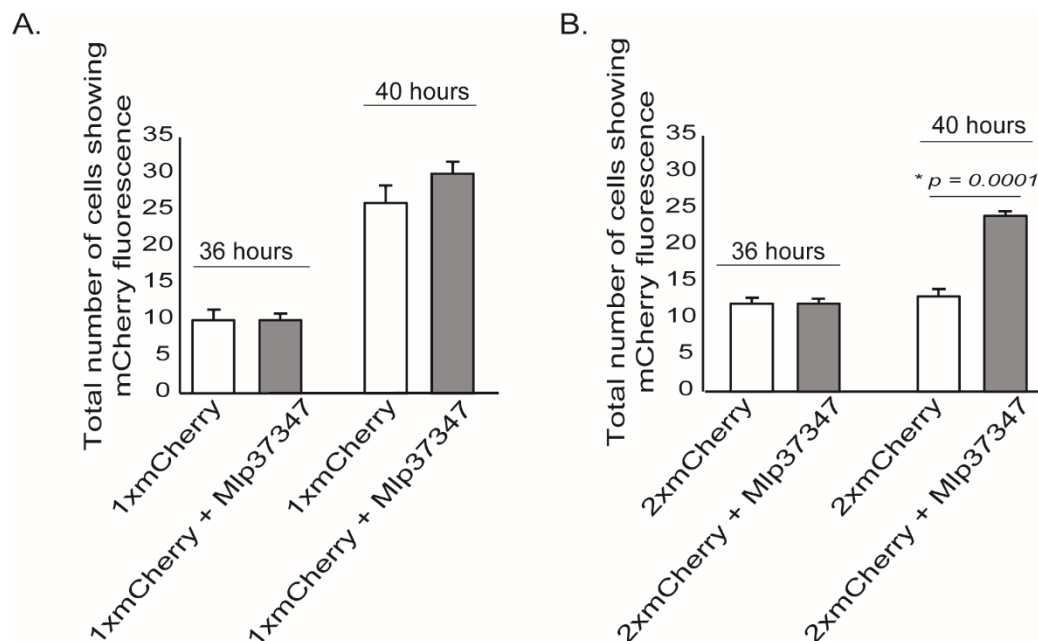 A.
Total number of cells showing
mCherry fluorescence
35
30
25
20
15
10
5
0
36 hours
40 hours
1xmCherry
1xmCherry + Mlp37347
1xmCherry
1xmCherry + Mlp37347
B.
Total number of cells showing
mCherry fluorescence
35
30
25
20
15
10
5
0
36 hours
40 hours
* p = 0.0001
2xmCherry
2xmCherry + Mlp37347
2xmCherry
2xmCherry + Mlp37347